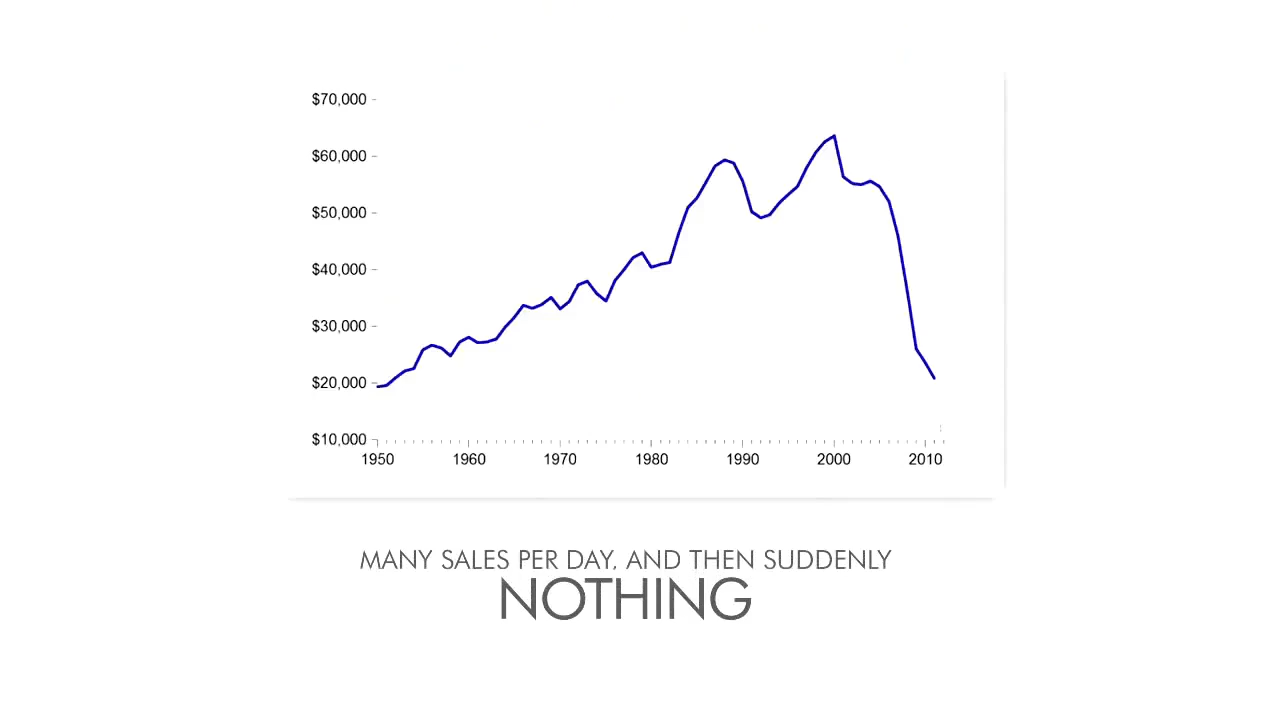 $70,000
$60,000
$50,000
$40,000
$30,000
$20,000
$10,000
1950 1960 1970 1980 1990 2000 2010
MANY SALES PER DAY, AND THEN SUDDENLY
NOTHING